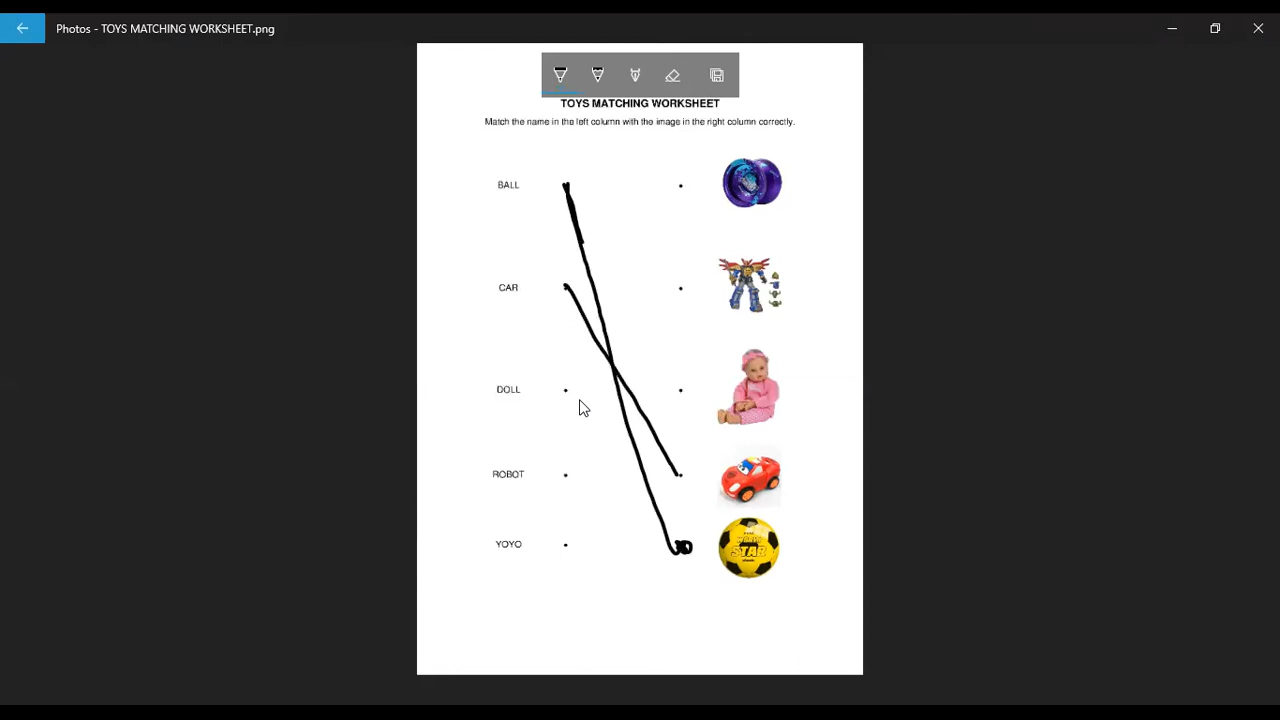 Photos - TOYS MATCHING WORKSHEET.png
TOYS MATCHING WORKSHEET
Match the name in the left column with the image in the right column correctly.
BALL
CAR
DOLL
ROBOT
YOYO
STAR